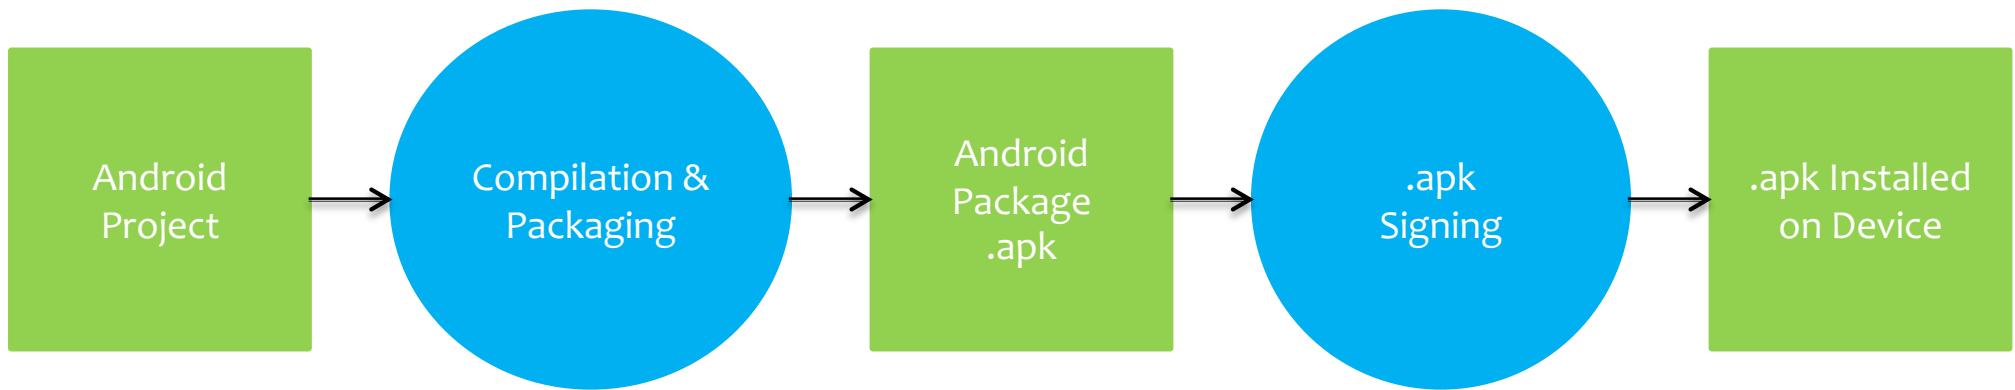 Android
Project
Compilation &
Packaging
Android
Package
.apk
.apk
Signing
.apk Installed
on Device